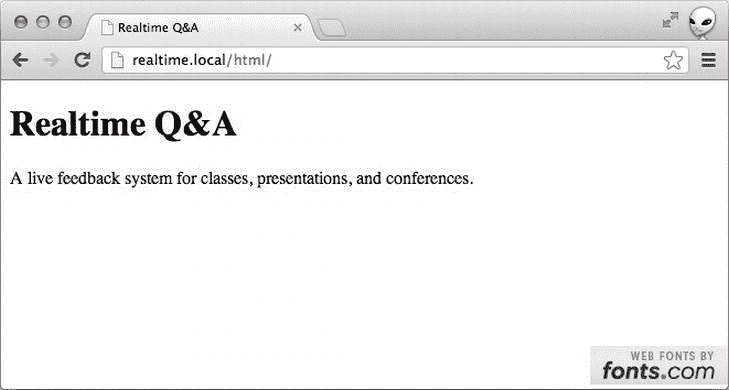 Realtime Q&A
realtime.local/html/
Realtime Q&A
A live feedback system for classes, presentations, and conferences.
WEB FONTS BY
fonts.com